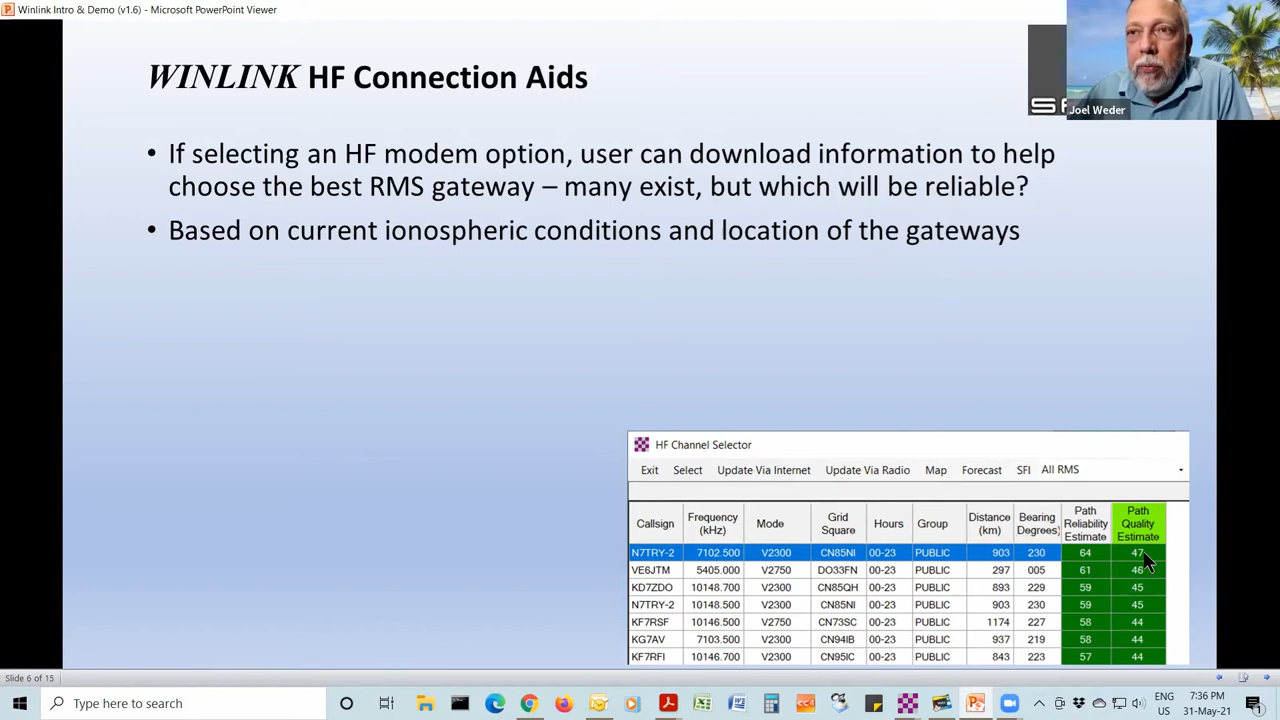 Winlink Intro & Demo (v1.6) - Microsoft PowerPoint Viewer
WINLINK HF Connection Aids
Joel Weder
• If selecting an HF modem option, user can download information to help
choose the best RMS gateway – many exist, but which will be reliable?
• Based on current ionospheric conditions and location of the gateways
HF Channel Selector
Exit Select Update Via Internet Update Via Radio Map Forecast SFI All RMS
Callsign Frequency (kHz) Mode Grid Square Hours Group Distance (km) Bearing Degrees) Path Reliability Estimate Path Quality Estimate
N7TRY-2 7102.500 V2300 CN85NI 00-23 PUBLIC 903 230 64 47
VE6JTM 5405.000 V2750 DO33FN 00-23 PUBLIC 297 005 61 46
KD7ZDO 10148.700 V2300 CN85QH 00-23 PUBLIC 893 229 59 45
N7TRY-2 10148.500 V2300 CN85NI 00-23 PUBLIC 903 230 59 45
KF7RSF 10146.500 V2750 CN73SC 00-23 PUBLIC 1174 227 58 44
KG7AV 7103.500 V2300 CN94IB 00-23 PUBLIC 937 219 58 44
KF7RFI 10146.700 V2300 CN95IC 00-23 PUBLIC 843 223 57 44
Slide 6 of 15
Type here to search
ENG
US
7:36 PM
31-May-21